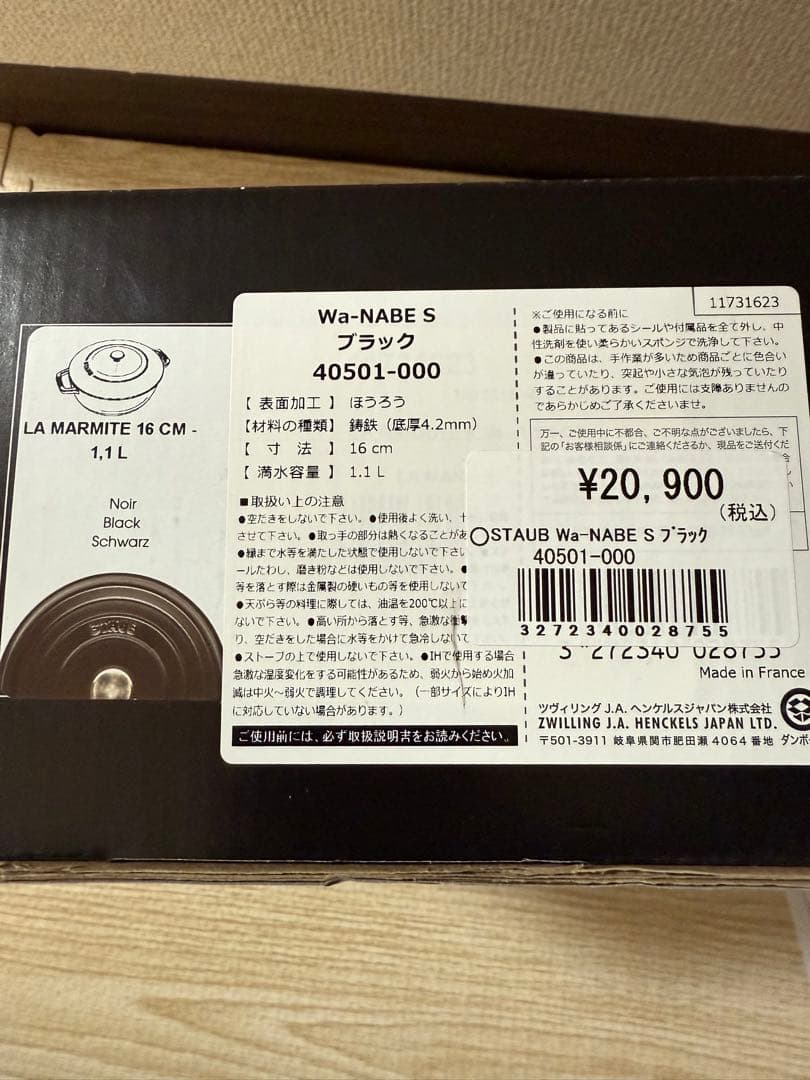 LA MARMITE 16 CM -
1,1 L
Noir
Black
Schwarz
STAUB
Wa-NABE S
ブラック
40501-000
【 表面加工 】 ほうろう
【材料の種類】 鋳鉄（底厚4.2mm）
【 寸 法 】 16 cm
【 満水容量 】 1.1 L
■取扱い上の注意
●空だきをしないで下さい。●使用後よく洗い、
させて下さい。●取っ手の部分は熱くなることが
●縁まで水等を満たした状態で使用しないで下さい
ールたわし、磨き粉などは使用しないで下さい。●
等を落とす際は金属製の硬いもの等を使用しないで
●天ぷら等の料理に際しては、油温を200℃以上に
い。●高い所から落とす等、急激な衝撃
り、空だきをした場合に水等をかけて急冷しないで
●ストーブの上で使用しないで下さい。●IHで使用する場合
急激な温度変化をする可能性があるため、弱火から始め火加
減は中火～弱火で調理してください。（一部サイズによりIH
に対応していない場合があります。）
ご使用前には、必ず取扱説明書をお読みください。
11731623
※ご使用になる前に
●製品に貼ってあるシールや付属品を全て外し、中
性洗剤を使い柔らかいスポンジで洗浄して下さい。
●この商品は、手作業が多いため商品ごとに色合い
が違っていたり、突起や小さな気泡が残っていたり
することがあります。ご使用には支障ありませんの
であらかじめご了承くださいませ。
万一、ご使用中に不都合、ご不明な点がございましたら、下
記の「お客様相談係」にご連絡くださるか、現品をご送付くだ
¥20,900
(税込)
○STAUB Wa-NABE S ブラック
40501-000
3272340028755
3 272340 028755
Made in France
ツヴィリング J.A. ヘンケルスジャパン株式会社
ZWILLING J.A. HENCKELS JAPAN LTD.
〒501-3911 岐阜県関市肥田瀬 4064 番地
ダンボ